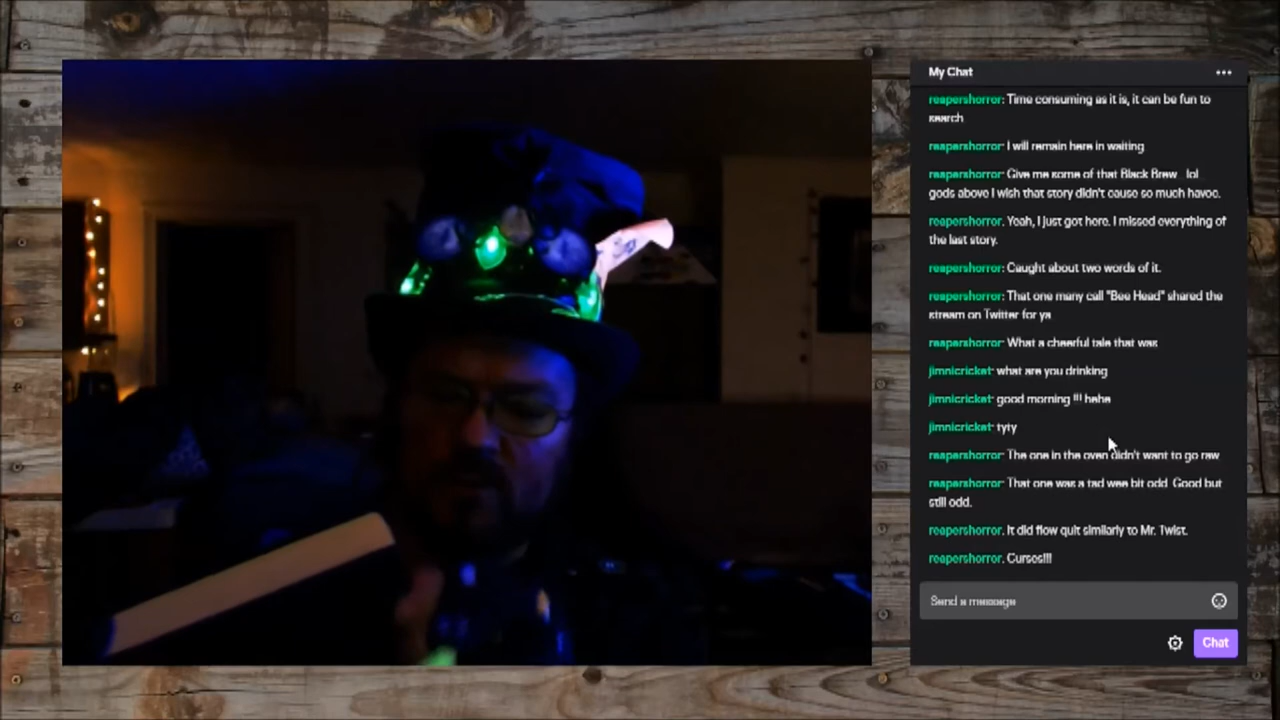 My Chat
reapershorror: Time consuming as it is, it can be fun to
search
reapershorror: I will remain here in waiting
reapershorror: Give me some of that Black Brew...lol
gods above I wish that story didn't cause so much havoc.
reapershorror: Yeah, I just got here. I missed everything of
the last story.
reapershorror: Caught about two words of it.
reapershorror: That one many call "Bee Head" shared the
stream on Twitter for ya
reapershorror: What a cheerful tale that was
jimnicricket: what are you drinking
jimnicricket: good morning !!! haha
jimnicricket: tyty
reapershorror: The one in the oven didn't want to go raw
reapershorror: That one was a tad wee bit odd. Good but
still odd.
reapershorror: It did flow quit similarly to Mr. Twist.
reapershorror: Curses!!!
Send a message
Chat